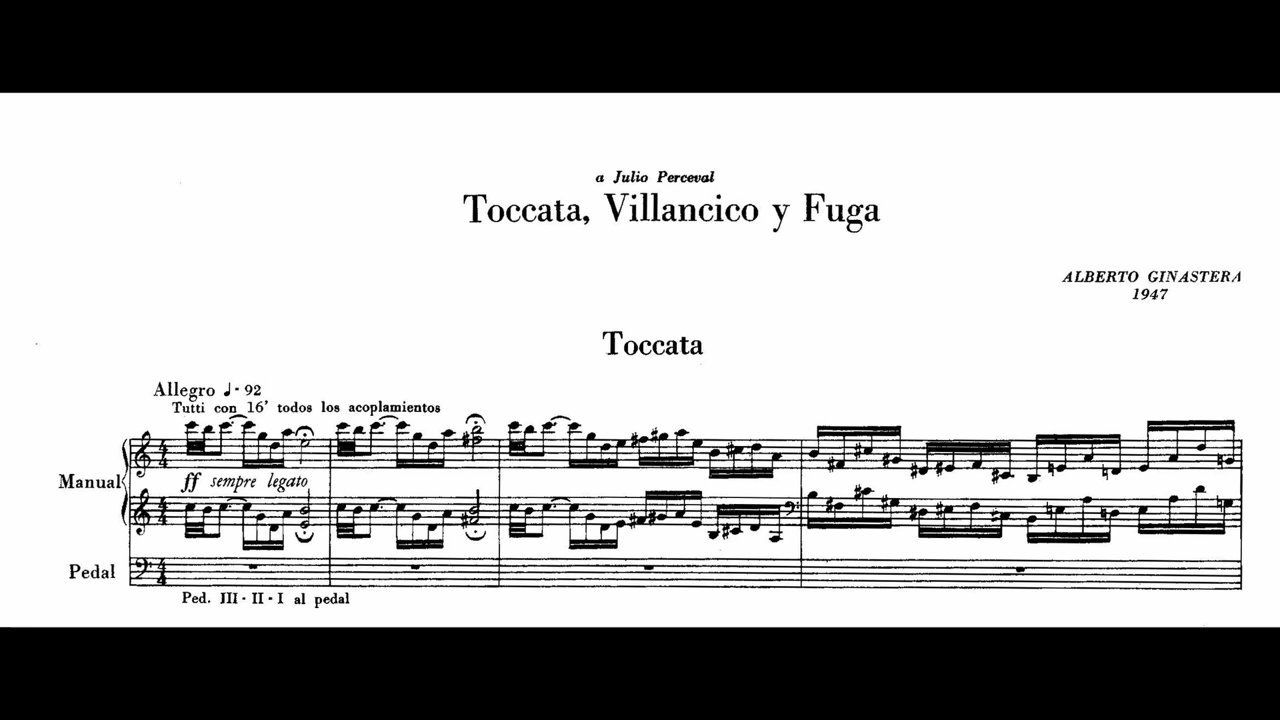 a Julio Perceval
Toccata, Villancico y Fuga
ALBERTO GINASTERA
1947
Toccata
Allegro ♩ = 92
Tutti con 16' todos los acoplamientos
Manual
ff sempre legato
Pedal
Ped. III - II - I al pedal